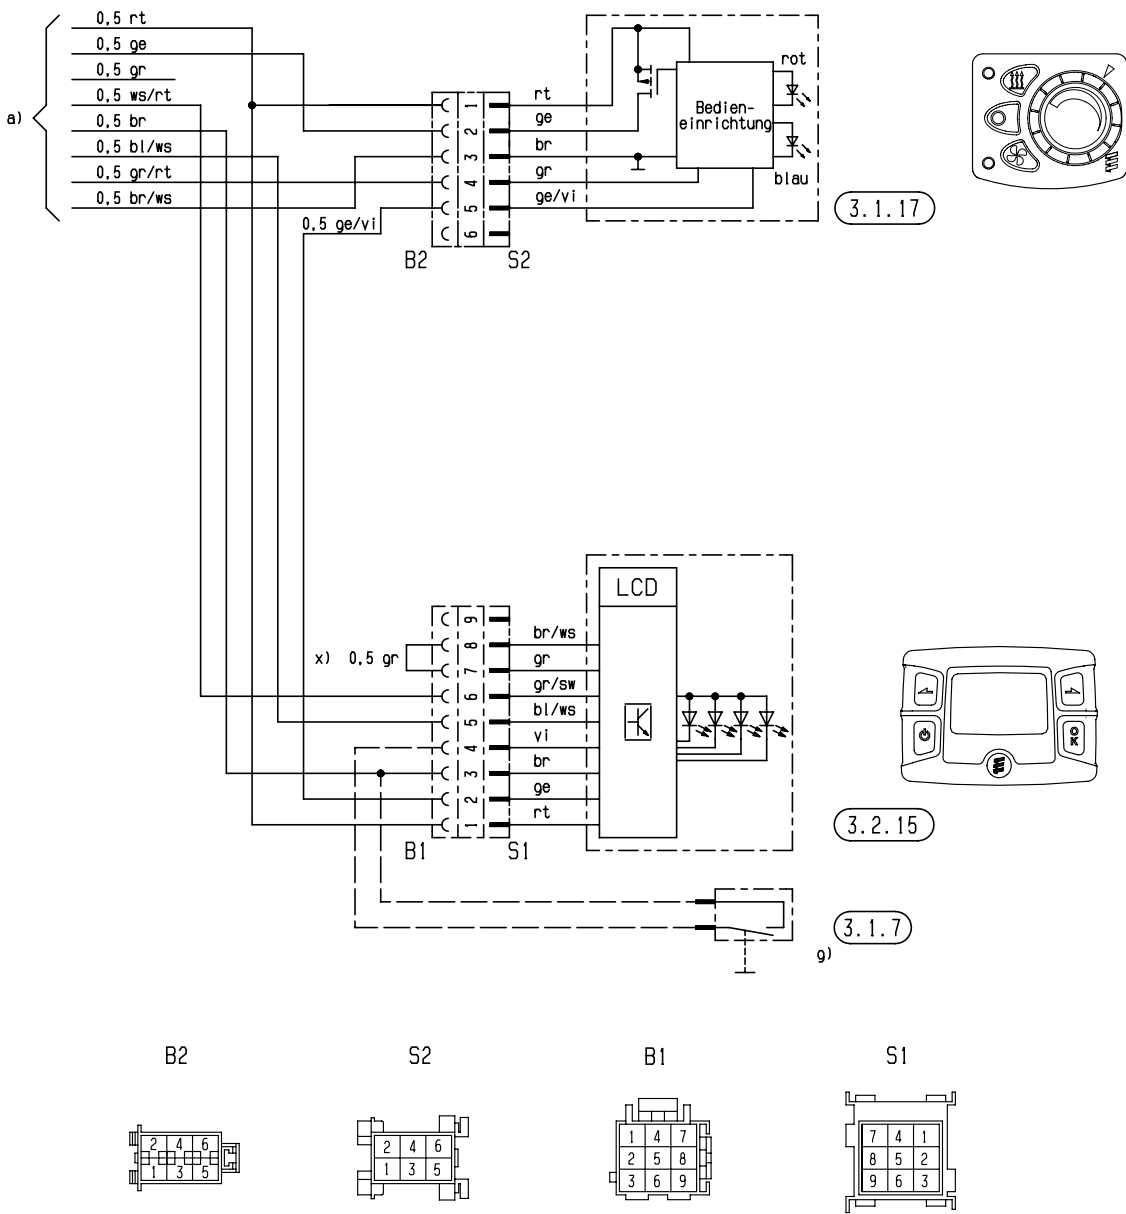 a)
0,5 rt
0,5 ge
0,5 gr
0,5 ws/rt
0,5 br
0,5 bl/ws
0,5 gr/rt
0,5 br/ws
0,5 ge/vi
1
2
3
4
5
6
B2
S2
rt
ge
br
gr
ge/vi
Bedien-
einrichtung
rot
blau
3.1.17
x) 0,5 gr
9
8
7
6
5
4
3
2
1
B1
S1
br/ws
gr
gr/sw
bl/ws
vi
br
ge
rt
LCD
OK
3.2.15
3.1.7
g)
B2
S2
B1
S1
2 4 6
1 3 5
2 4 6
1 3 5
1 4 7
2 5 8
3 6 9
7 4 1
8 5 2
9 6 3